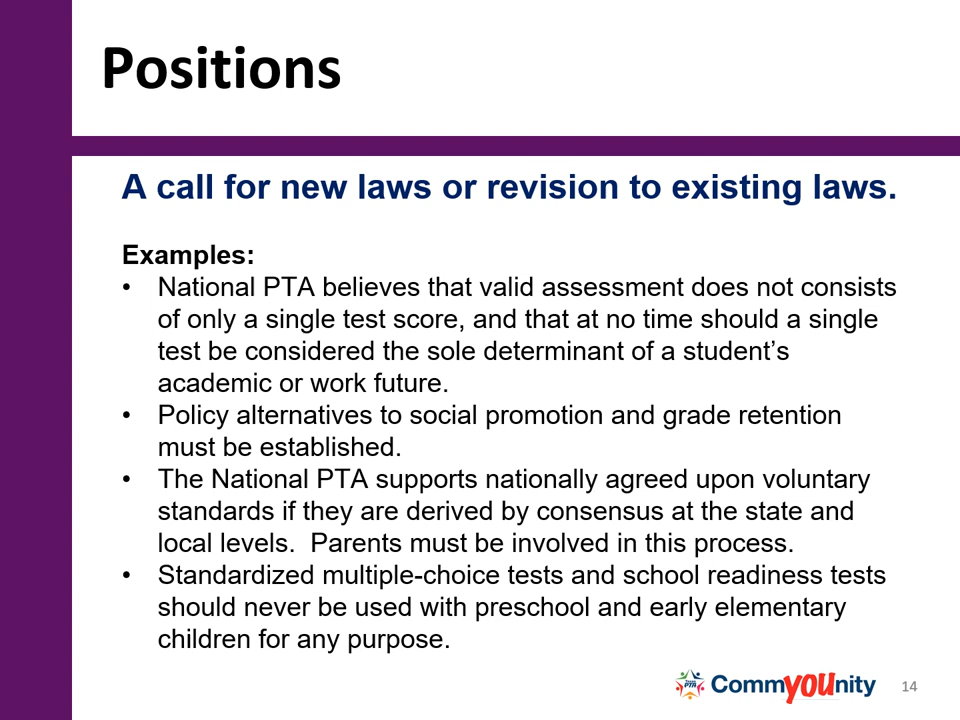 Positions
A call for new laws or revision to existing laws.
Examples:
• National PTA believes that valid assessment does not consists
of only a single test score, and that at no time should a single
test be considered the sole determinant of a student’s
academic or work future.
• Policy alternatives to social promotion and grade retention
must be established.
• The National PTA supports nationally agreed upon voluntary
standards if they are derived by consensus at the state and
local levels.  Parents must be involved in this process.
• Standardized multiple-choice tests and school readiness tests
should never be used with preschool and early elementary
children for any purpose.
PTA
CommYOUnity
14